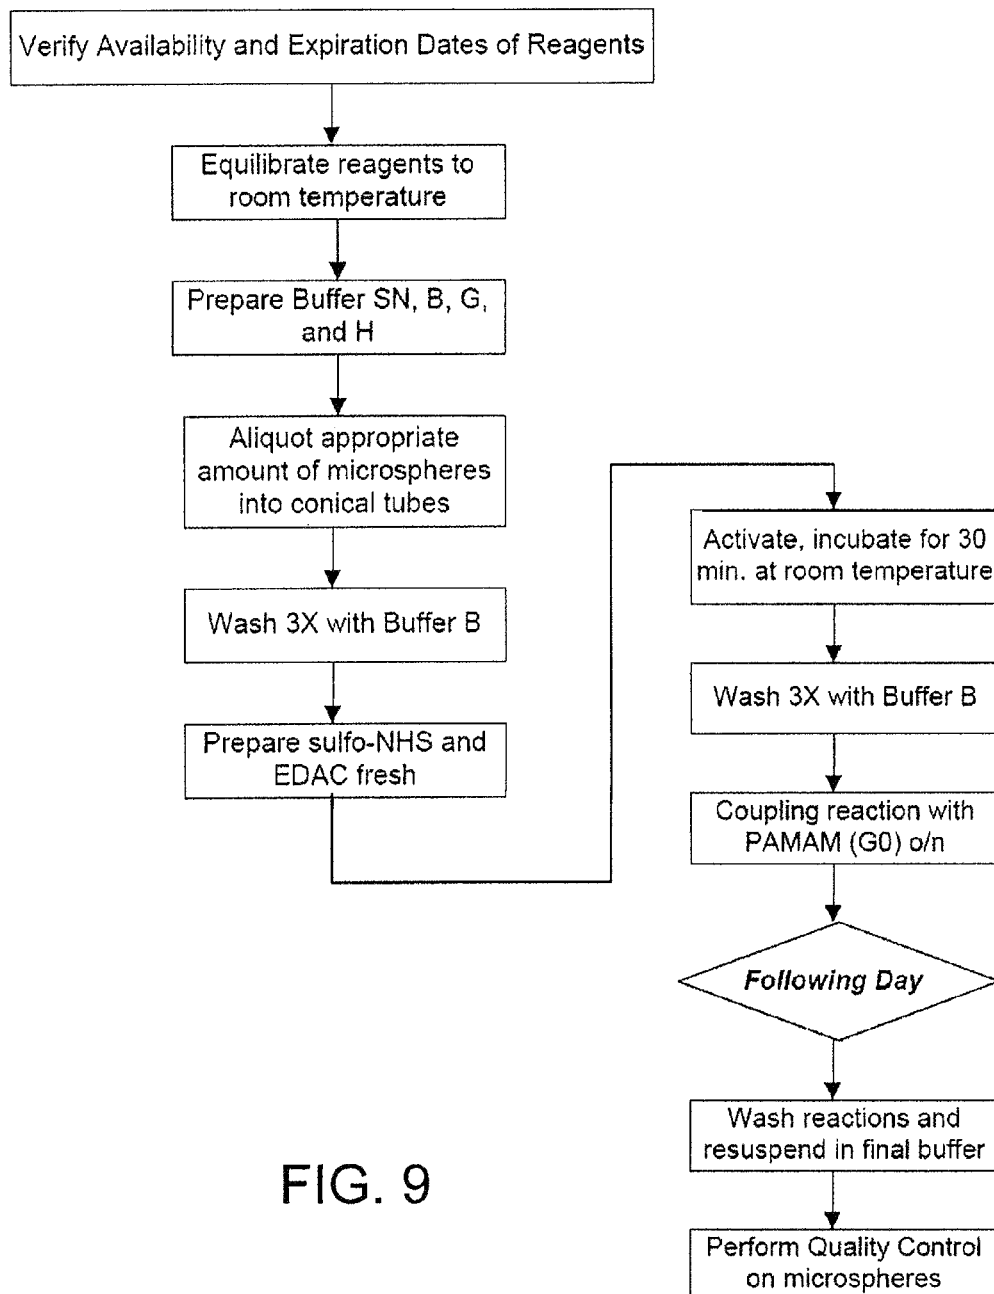 Verify Availability and Expiration Dates of Reagents
Equilibrate reagents to
room temperature
Prepare Buffer SN, B, G,
and H
Aliquot appropriate
amount of microspheres
into conical tubes
Wash 3X with Buffer B
Prepare sulfo-NHS and
EDAC fresh
Activate, incubate for 30
min. at room temperature
Wash 3X with Buffer B
Coupling reaction with
PAMAM (G0) o/n
Following Day
Wash reactions and
resuspend in final buffer
Perform Quality Control
on microspheres
FIG. 9